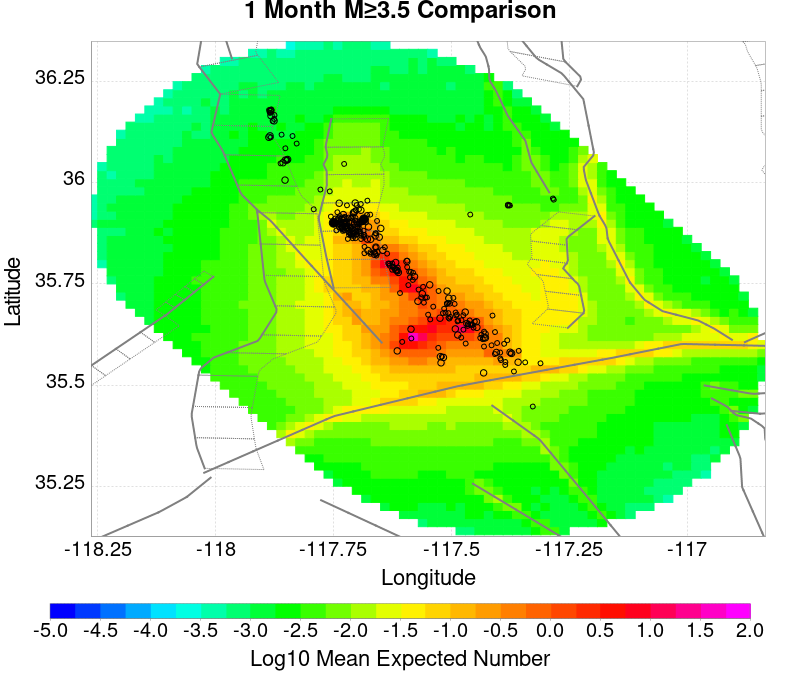 1 Month M≥3.5 Comparison
36.25
36
35.75
35.5
35.25
Latitude
-118.25 -118 -117.75 -117.5 -117.25 -117
Longitude
-5.0 -4.5 -4.0 -3.5 -3.0 -2.5 -2.0 -1.5 -1.0 -0.5 0.0 0.5 1.0 1.5 2.0
Log10 Mean Expected Number